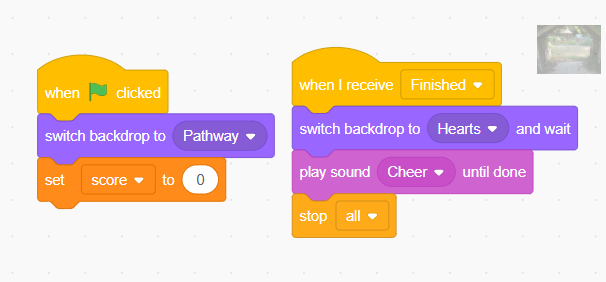 when clicked
switch backdrop to Pathway
set score to 0
when I receive Finished
switch backdrop to Hearts and wait
play sound Cheer until done
stop all